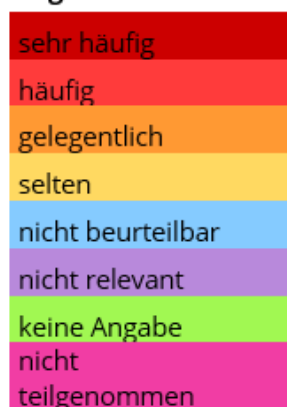 sehr häufig
häufig
gelegentlich
selten
nicht beurteilbar
nicht relevant
keine Angabe
nicht
teilgenommen